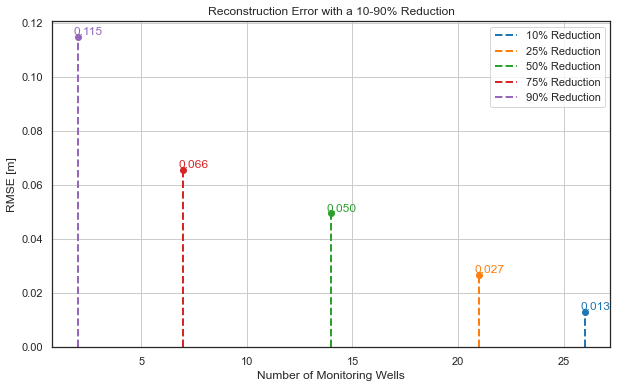 Reconstruction Error with a 10-90% Reduction
RMSE [m]
0.12
0.10
0.08
0.06
0.04
0.02
0.00
0.115
0.066
0.050
0.027
0.013
10% Reduction
25% Reduction
50% Reduction
75% Reduction
90% Reduction
5
10
15
20
25
Number of Monitoring Wells